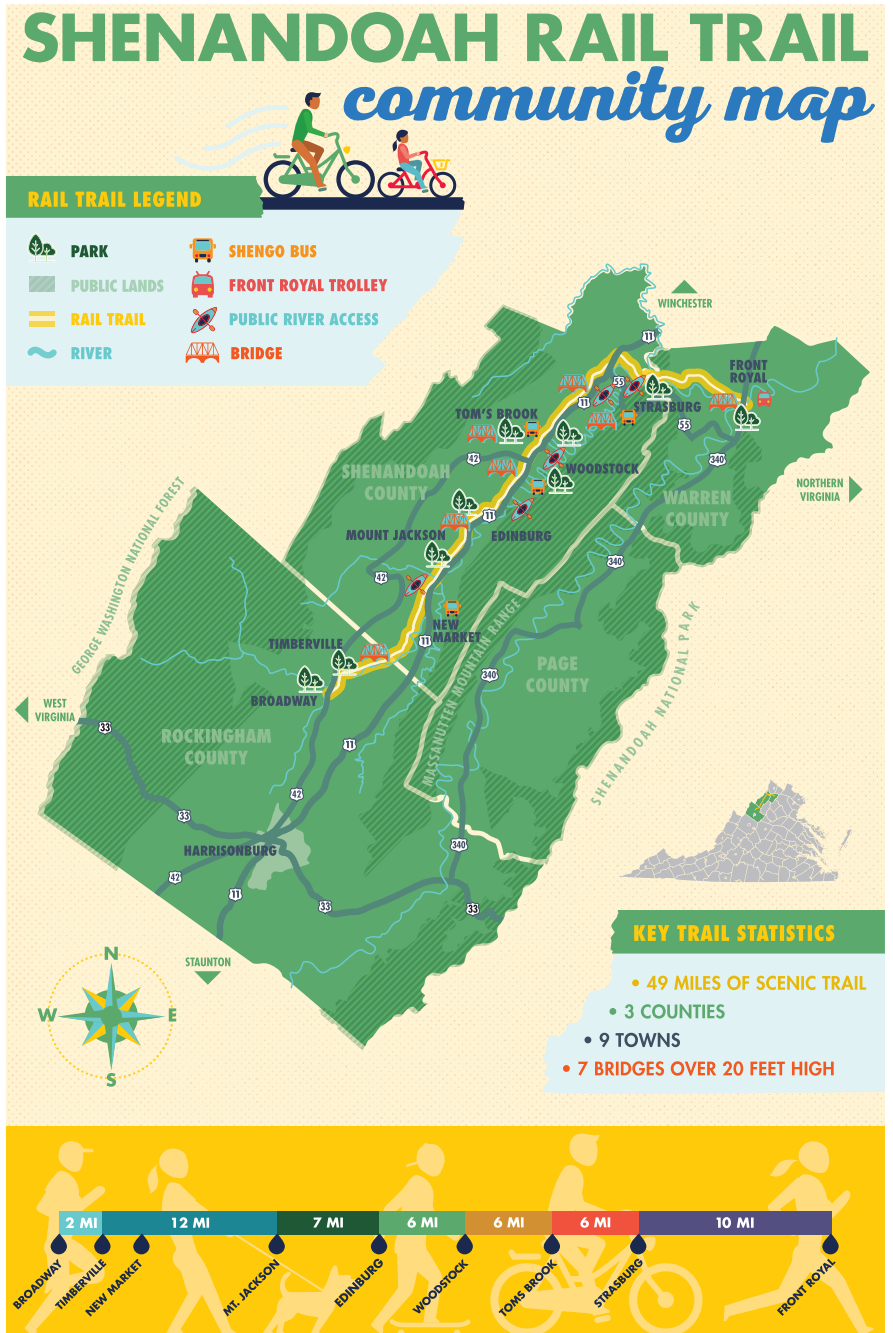 SHENANDOAH RAIL TRAIL
community map
RAIL TRAIL LEGEND
PARK
PUBLIC LANDS
RAIL TRAIL
RIVER
SHENGO BUS
FRONT ROYAL TROLLEY
PUBLIC RIVER ACCESS
BRIDGE
WINCHESTER
11
FRONT
ROYAL
55
11
STRASBURG
TOM'S BROOK
55
42
340
SHENANDOAH
COUNTY
WOODSTOCK
NORTHERN
VIRGINIA
WARREN
COUNTY
11
MOUNT JACKSON
EDINBURG
GEORGE WASHINGTON NATIONAL FOREST
340
42
NEW
MARKET
11
TIMBERVILLE
MASSANUTTEN MOUNTAIN RANGE
PAGE
COUNTY
340
SHENANDOAH NATIONAL PARK
BROADWAY
WEST
VIRGINIA
33
ROCKINGHAM
COUNTY
11
42
33
340
HARRISONBURG
42
11
33
33
STAUNTON
N
W
E
S
KEY TRAIL STATISTICS
• 49 MILES OF SCENIC TRAIL
• 3 COUNTIES
• 9 TOWNS
• 7 BRIDGES OVER 20 FEET HIGH
2 MI
12 MI
7 MI
6 MI
6 MI
6 MI
10 MI
BROADWAY
TIMBERVILLE
NEW MARKET
MT. JACKSON
EDINBURG
WOODSTOCK
TOMS BROOK
STRASBURG
FRONT ROYAL